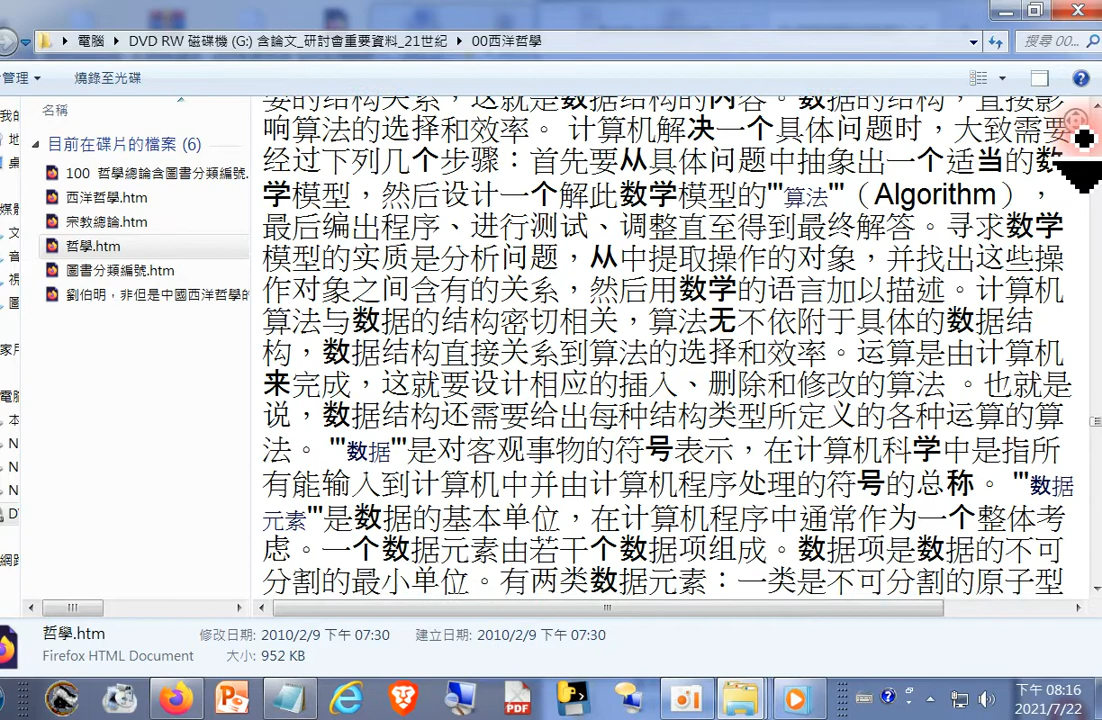 電腦 ▸ DVD RW 磁碟機 (G:) 含論文_研討會重要資料_21世紀 ▸ 00西洋哲學
搜尋 00...
管理
燒錄至光碟
名稱
目前在碟片的檔案 (6)
100 哲學總論含圖書分類編號.
西洋哲學.htm
宗教總論.htm
哲學.htm
圖書分類編號.htm
劉伯明，非但是中國西洋哲學的
要的结构关系，这就是数据结构的内容。数据的结构，直接影
响算法的选择和效率。 计算机解决一个具体问题时，大致需要
经过下列几个步骤：首先要从具体问题中抽象出一个适当的数
学模型，然后设计一个解此数学模型的'''算法'''（Algorithm），
最后编出程序、进行测试、调整直至得到最终解答。寻求数学
模型的实质是分析问题，从中提取操作的对象，并找出这些操
作对象之间含有的关系，然后用数学的语言加以描述。计算机
算法与数据的结构密切相关，算法无不依附于具体的数据结
构，数据结构直接关系到算法的选择和效率。运算是由计算机
来完成，这就要设计相应的插入、删除和修改的算法 。也就是
说，数据结构还需要给出每种结构类型所定义的各种运算的算
法。 '''数据'''是对客观事物的符号表示，在计算机科学中是指所
有能输入到计算机中并由计算机程序处理的符号的总称。 '''数据
元素'''是数据的基本单位，在计算机程序中通常作为一个整体考
虑。一个数据元素由若干个数据项组成。数据项是数据的不可
分割的最小单位。有两类数据元素：一类是不可分割的原子型
哲學.htm
修改日期: 2010/2/9 下午 07:30
建立日期: 2010/2/9 下午 07:30
Firefox HTML Document
大小: 952 KB
下午 08:16
2021/7/22